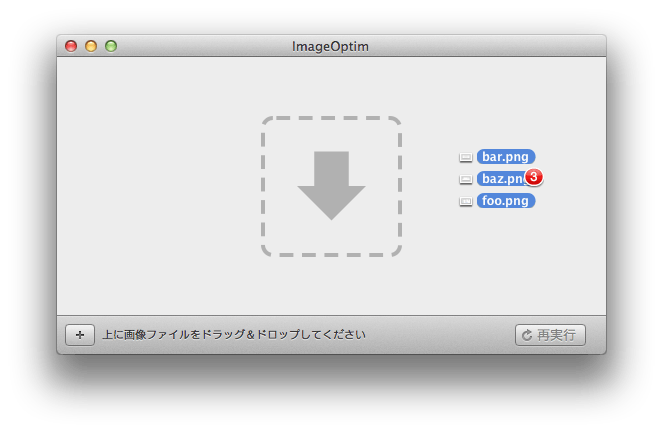 ImageOptim
bar.png
baz.png
3
foo.png
上に画像ファイルをドラッグ＆ドロップしてください
再実行